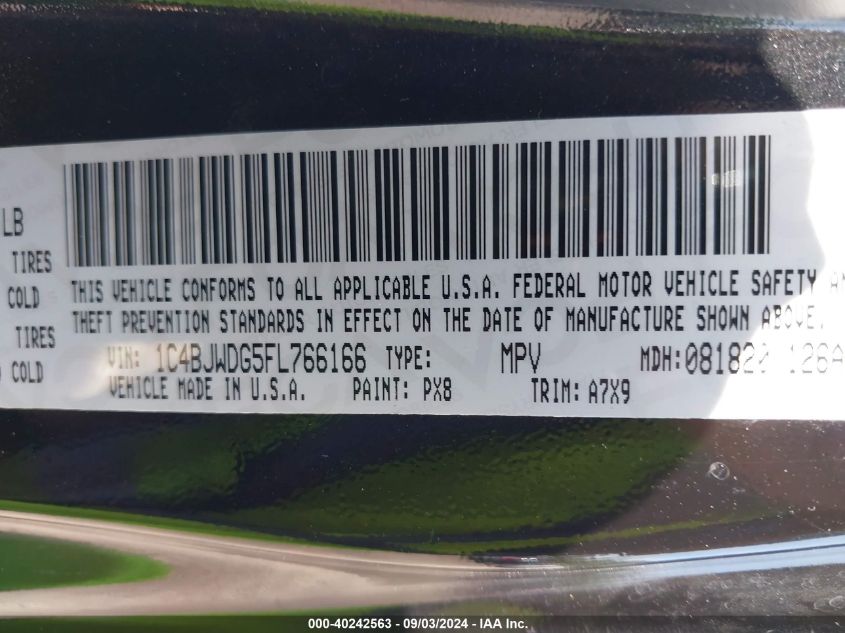 LB
TIRES
COLD
TIRES
COLD
THIS VEHICLE CONFORMS TO ALL APPLICABLE U.S.A. FEDERAL MOTOR VEHICLE SAFETY
THEFT PREVENTION STANDARDS IN EFFECT ON THE DATE OF MANUFACTURE SHOWN ABOVE.
VIN: 1C4BJWDG5FL766166 TYPE: MPV MDH:
VEHICLE MADE IN U.S.A. PAINT: PX8 TRIM: A7X9
000-40242563 - 09/03/2024 - IAA Inc.